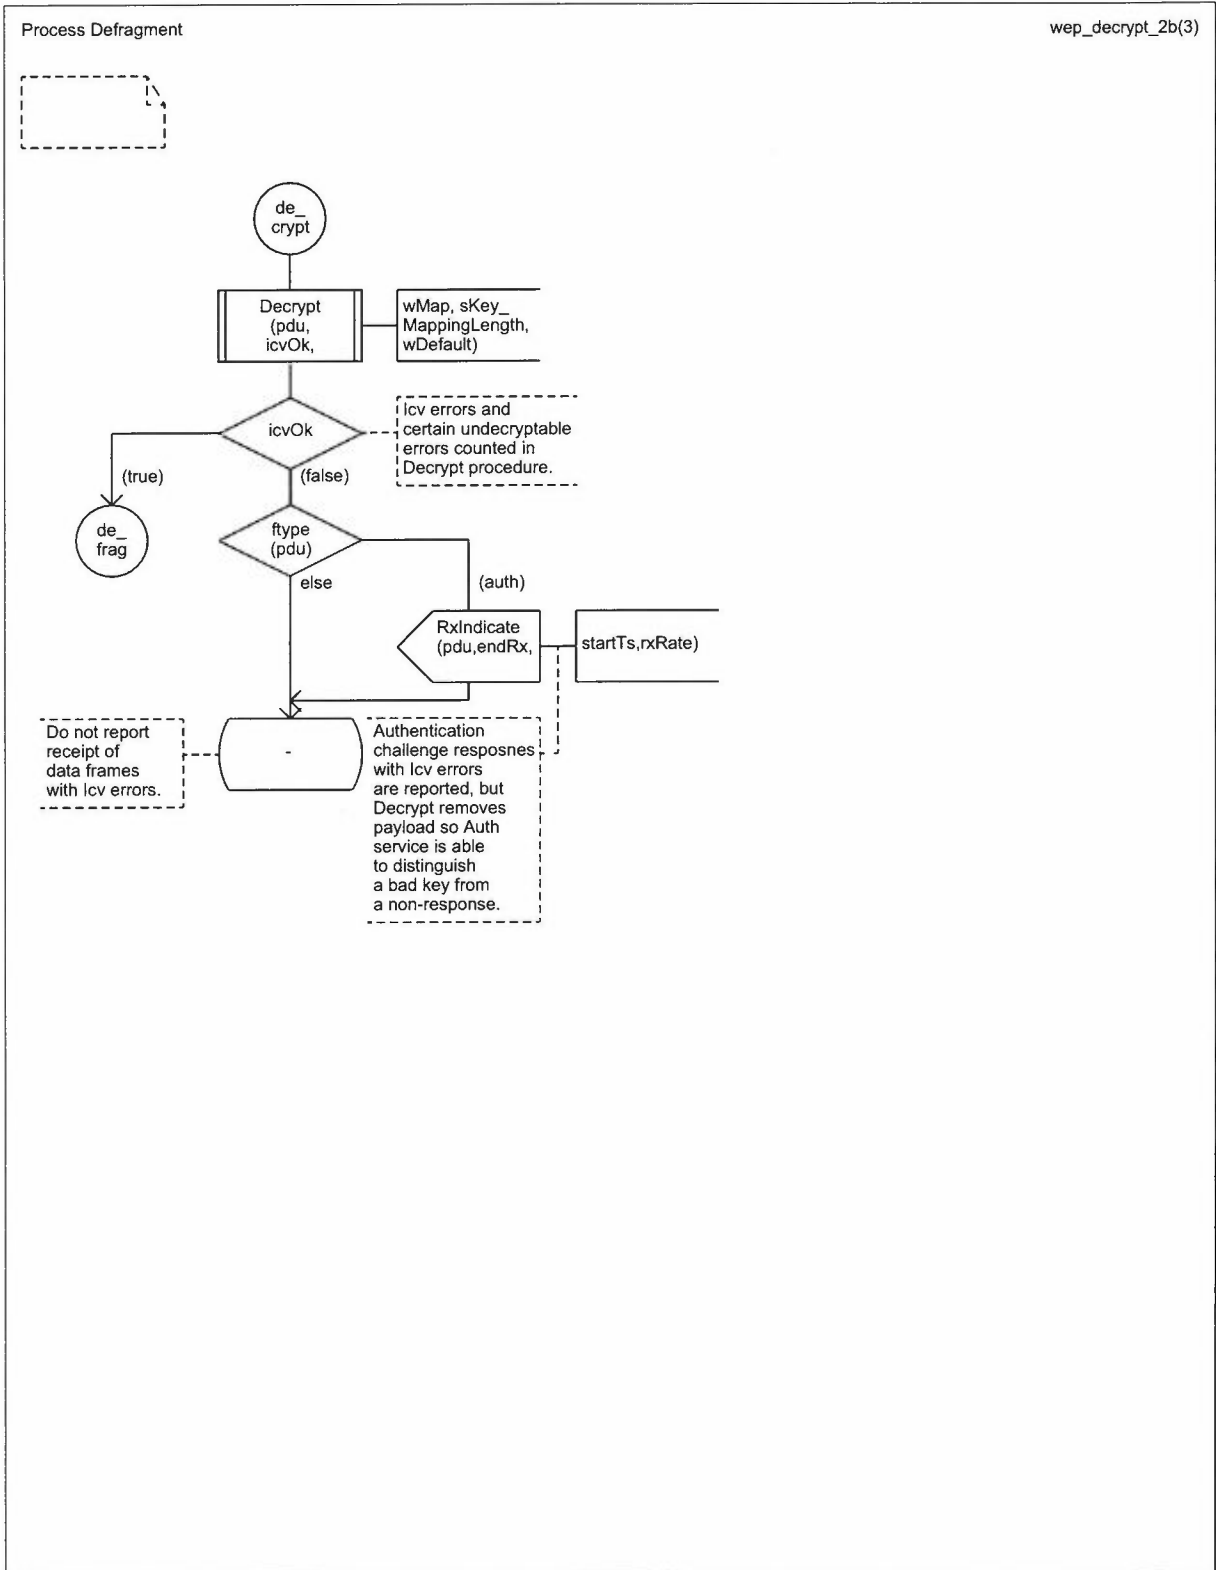 Process Defragment
wep_decrypt_2b(3)
de_
crypt
Decrypt
(pdu,
icvOk,
wMap, sKey_
MappingLength,
wDefault)
icvOk
Icv errors and
certain undecryptable
errors counted in
Decrypt procedure.
(true)
(false)
de_
frag
ftype
(pdu)
else
(auth)
RxIndicate
(pdu,endRx,
startTs,rxRate)
Do not report
receipt of
data frames
with Icv errors.
-
Authentication
challenge resposnes
with Icv errors
are reported, but
Decrypt removes
payload so Auth
service is able
to distinguish
a bad key from
a non-response.